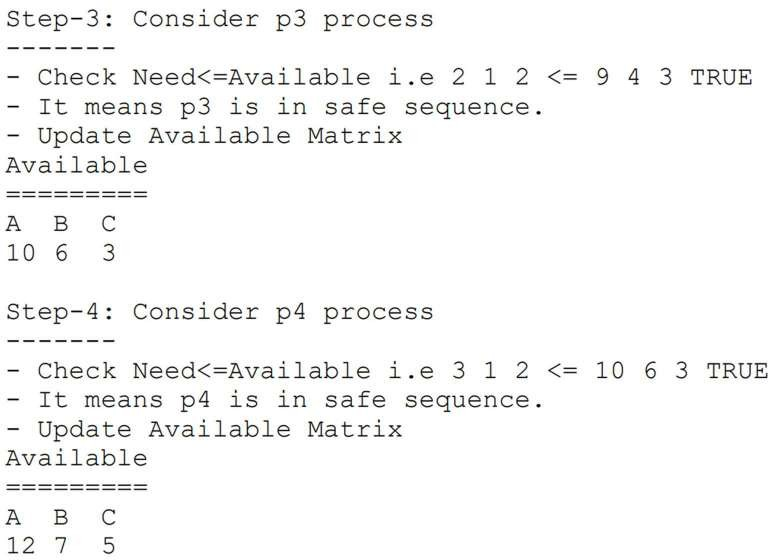 Step-3: Consider p3 process
-------
- Check Need<=Available i.e 2 1 2 <= 9 4 3 TRUE
- It means p3 is in safe sequence.
- Update Available Matrix
Available
=========
A  B  C
10 6  3
Step-4: Consider p4 process
-------
- Check Need<=Available i.e 3 1 2 <= 10 6 3 TRUE
- It means p4 is in safe sequence.
- Update Available Matrix
Available
=========
A  B  C
12 7  5